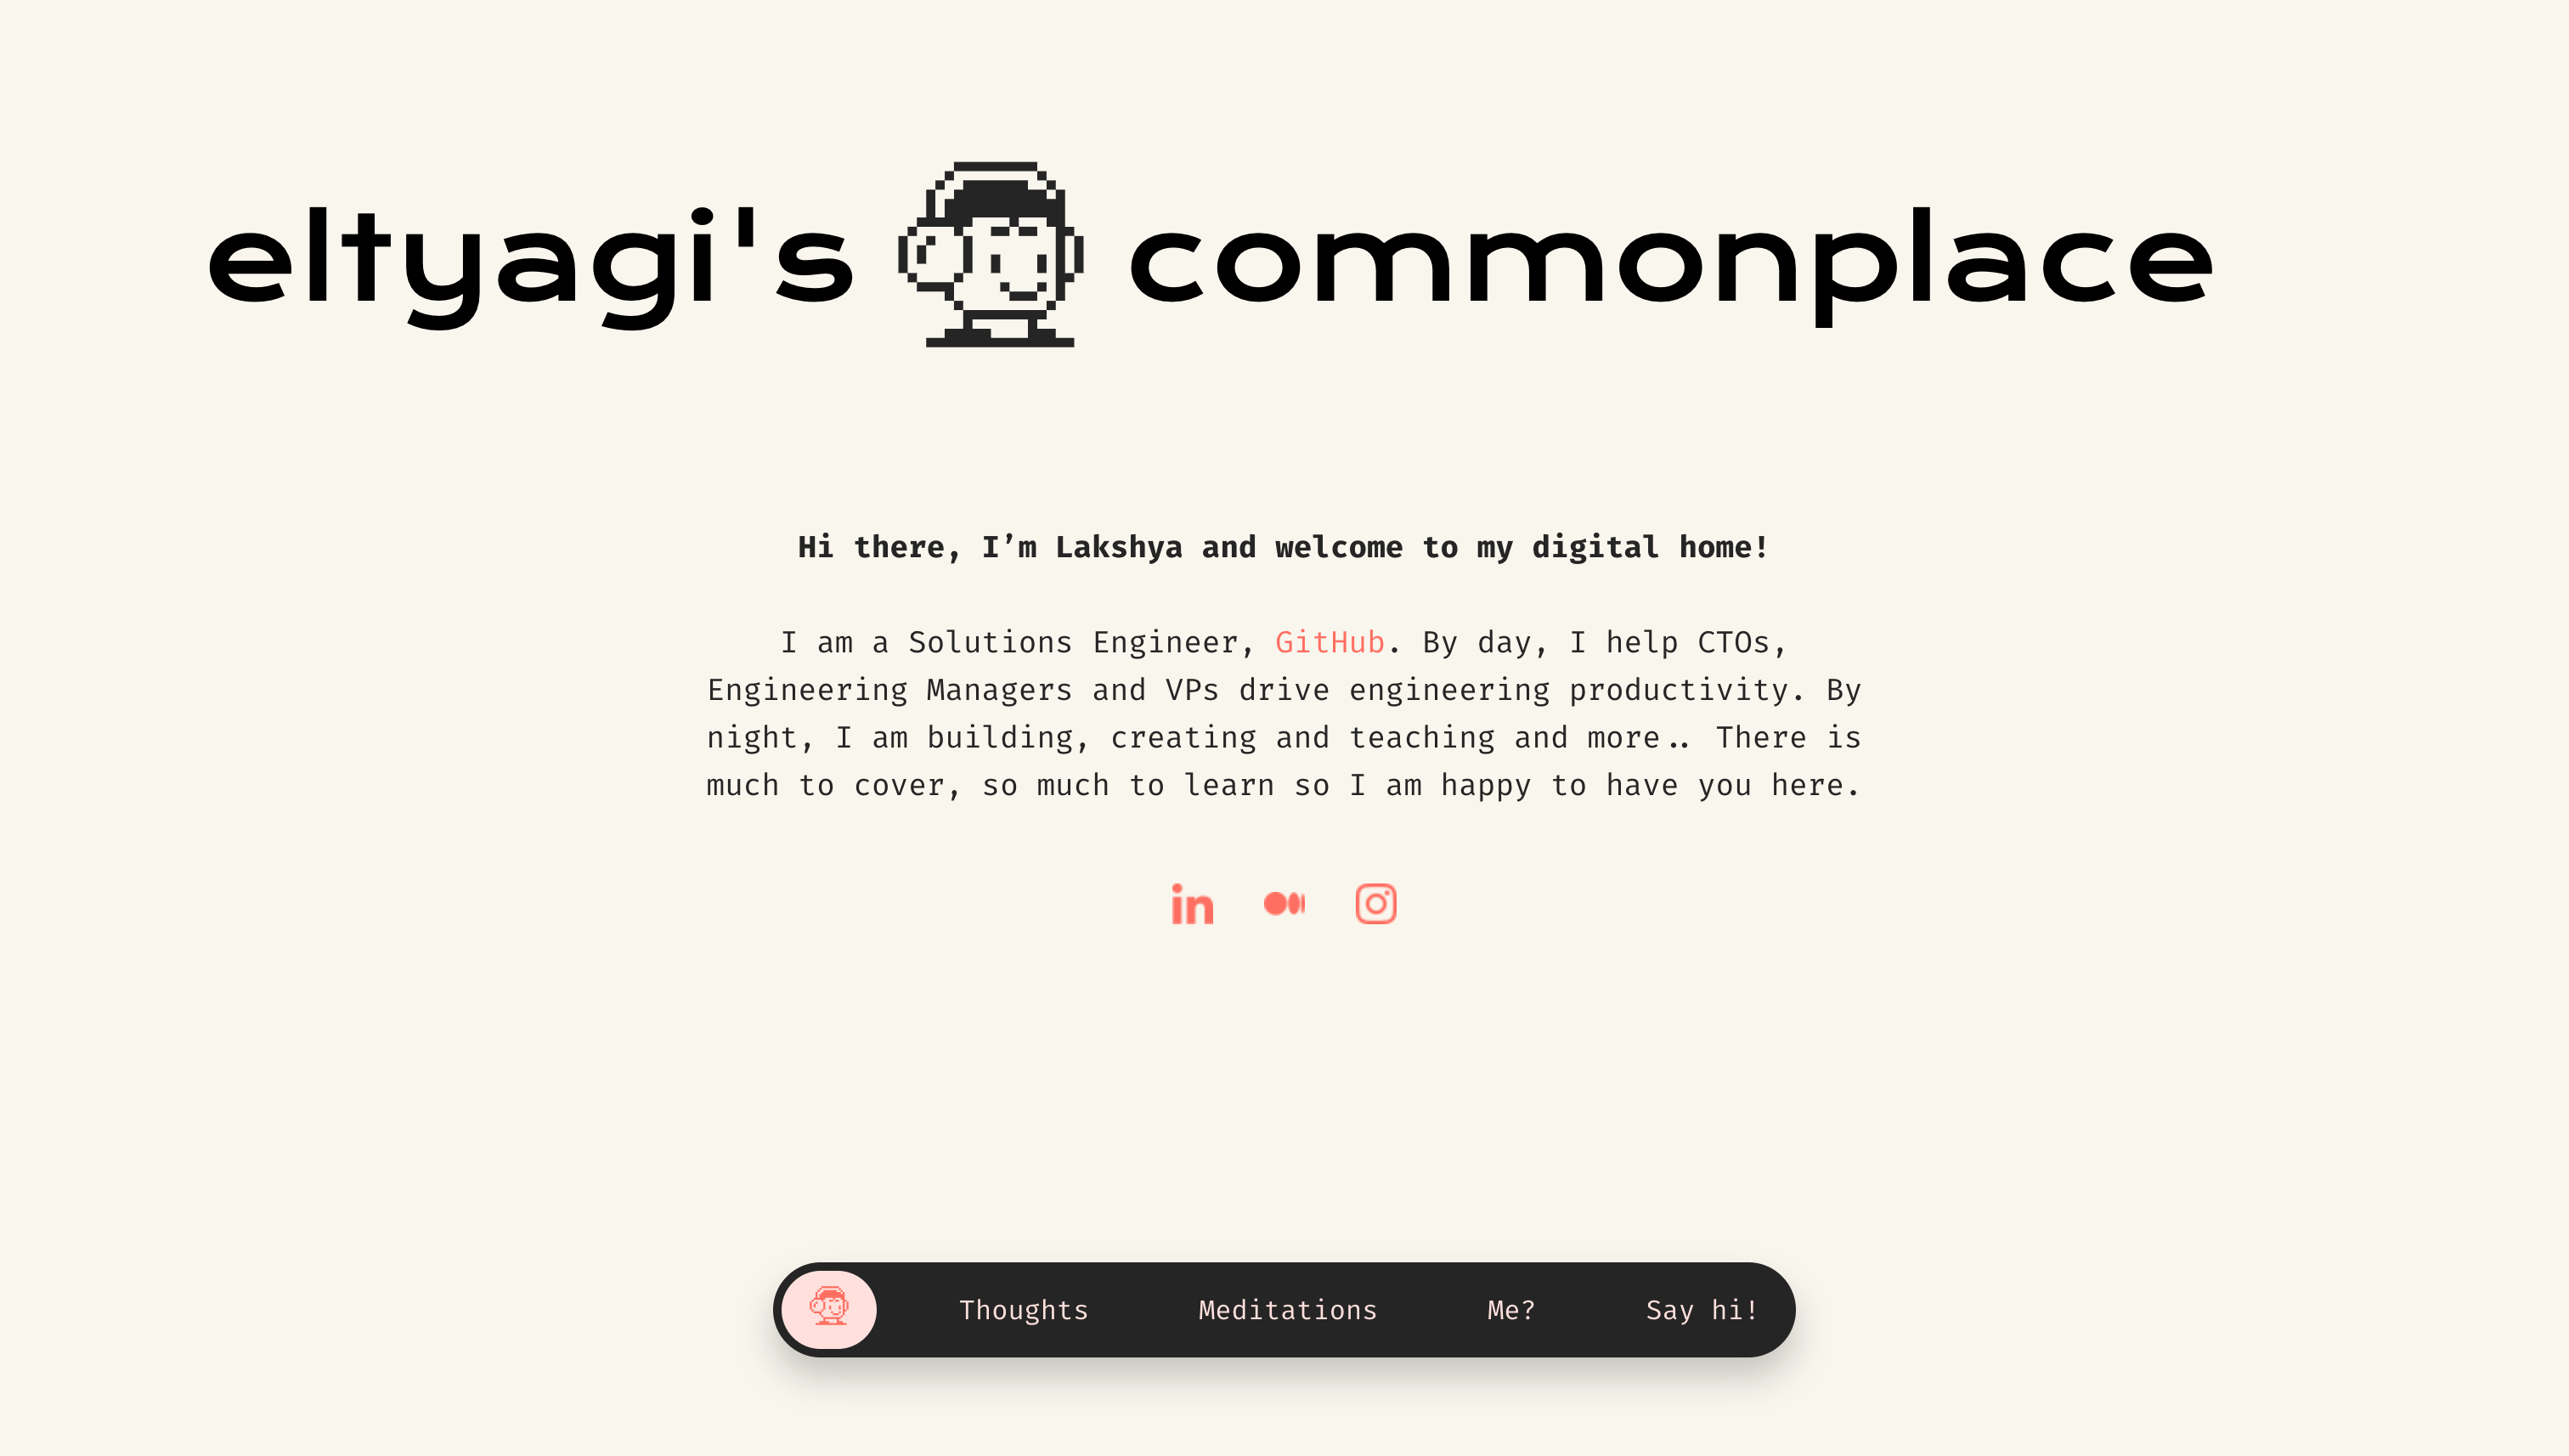 eltyagi's commonplace
Hi there, I’m Lakshya and welcome to my digital home!
I am a Solutions Engineer, GitHub. By day, I help CTOs,
Engineering Managers and VPs drive engineering productivity. By
night, I am building, creating and teaching and more.. There is
much to cover, so much to learn so I am happy to have you here.
in
Thoughts Meditations Me? Say hi!